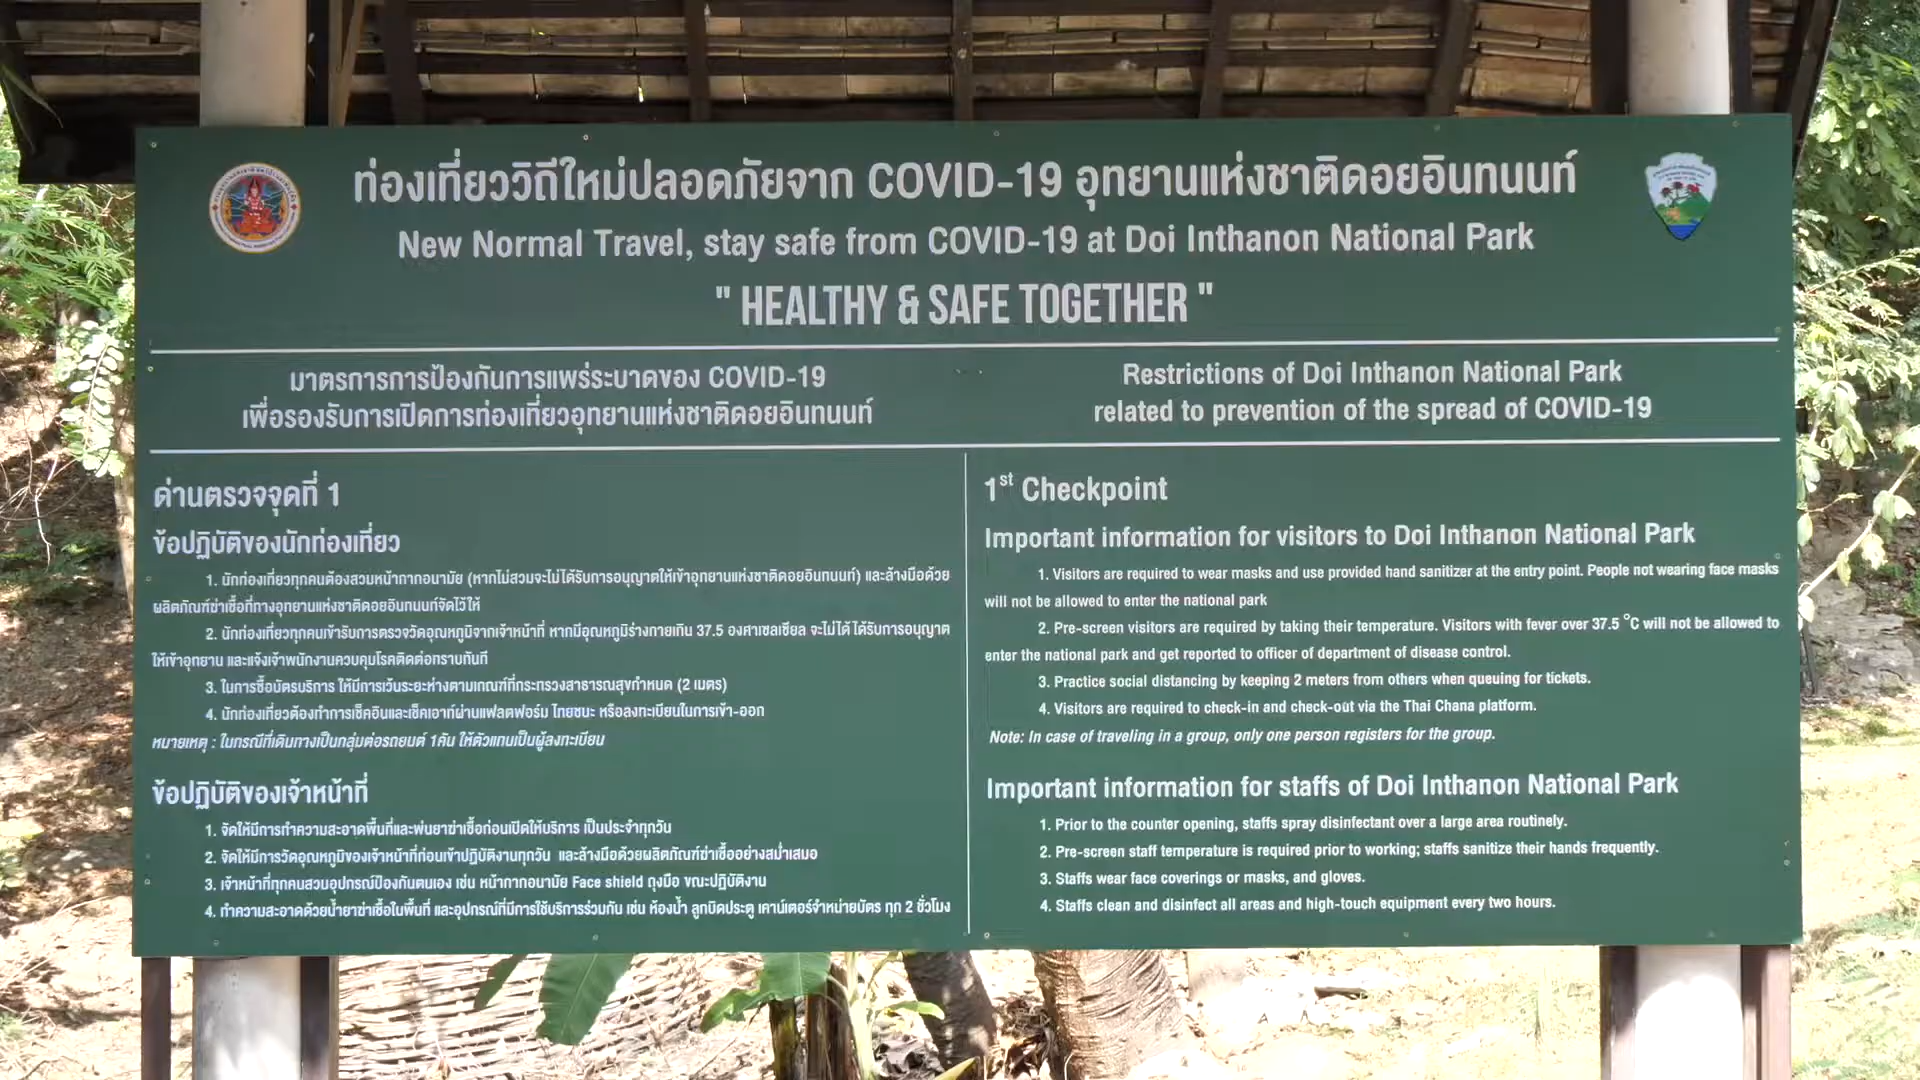 ท่องเที่ยววิถีใหม่ปลอดภัยจาก COVID-19 อุทยานแห่งชาติดอยอินทนนท์
New Normal Travel, stay safe from COVID-19 at Doi Inthanon National Park
" HEALTHY & SAFE TOGETHER "
มาตรการการป้องกันการแพร่ระบาดของ COVID-19
เพื่อรองรับการเปิดการท่องเที่ยวอุทยานแห่งชาติดอยอินทนนท์
Restrictions of Doi Inthanon National Park
related to prevention of the spread of COVID-19
ด่านตรวจจุดที่ 1
ข้อปฏิบัติของนักท่องเที่ยว
1. นักท่องเที่ยวทุกคนต้องสวมหน้ากากอนามัย (หากไม่สวมจะไม่ได้รับการอนุญาตให้เข้าอุทยานแห่งชาติดอยอินทนนท์) และล้างมือด้วย
ผลิตภัณฑ์ฆ่าเชื้อที่ทางอุทยานแห่งชาติดอยอินทนนท์จัดไว้ให้
2. นักท่องเที่ยวทุกคนเข้ารับการตรวจวัดอุณหภูมิจากเจ้าหน้าที่ หากมีอุณหภูมิร่างกายเกิน 37.5 องศาเซลเซียส จะไม่ได้ได้รับการอนุญาต
ให้เข้าอุทยาน และแจ้งเจ้าพนักงานควบคุมโรคติดต่อทราบทันที
3. ในการซื้อบัตรบริการ ให้มีการเว้นระยะห่างตามเกณฑ์ที่กระทรวงสาธารณสุขกำหนด (2 เมตร)
4. นักท่องเที่ยวต้องทำการเช็คอินและเช็คเอาท์ผ่านแฟลตฟอร์ม ไทยชนะ หรือลงทะเบียนในการเข้า-ออก
หมายเหตุ : ในกรณีที่เดินทางเป็นกลุ่มต่อรถยนต์ 1คัน ให้ตัวแทนเป็นผู้ลงทะเบียน
ข้อปฏิบัติของเจ้าหน้าที่
1. จัดให้มีการทำความสะอาดพื้นที่และพ่นยาฆ่าเชื้อก่อนเปิดให้บริการ เป็นประจำทุกวัน
2. จัดให้มีการวัดอุณหภูมิของเจ้าหน้าที่ก่อนเข้าปฏิบัติงานทุกวัน และล้างมือด้วยผลิตภัณฑ์ฆ่าเชื้ออย่างสม่ำเสมอ
3. เจ้าหน้าที่ทุกคนสวมอุปกรณ์ป้องกันตนเอง เช่น หน้ากากอนามัย Face shield ถุงมือ ขณะปฏิบัติงาน
4. ทำความสะอาดด้วยน้ำยาฆ่าเชื้อในพื้นที่ และอุปกรณ์ที่มีการใช้บริการร่วมกัน เช่น ห้องน้ำ ลูกบิดประตู เคาน์เตอร์จำหน่ายบัตร ทุก 2 ชั่วโมง
1st Checkpoint
Important information for visitors to Doi Inthanon National Park
1. Visitors are required to wear masks and use provided hand sanitizer at the entry point. People not wearing face masks
will not be allowed to enter the national park
2. Pre-screen visitors are required by taking their temperature. Visitors with fever over 37.5 °C will not be allowed to
enter the national park and get reported to officer of department of disease control.
3. Practice social distancing by keeping 2 meters from others when queuing for tickets.
4. Visitors are required to check-in and check-out via the Thai Chana platform.
Note: In case of traveling in a group, only one person registers for the group.
Important information for staffs of Doi Inthanon National Park
1. Prior to the counter opening, staffs spray disinfectant over a large area routinely.
2. Pre-screen staff temperature is required prior to working; staffs sanitize their hands frequently.
3. Staffs wear face coverings or masks, and gloves.
4. Staffs clean and disinfect all areas and high-touch equipment every two hours.